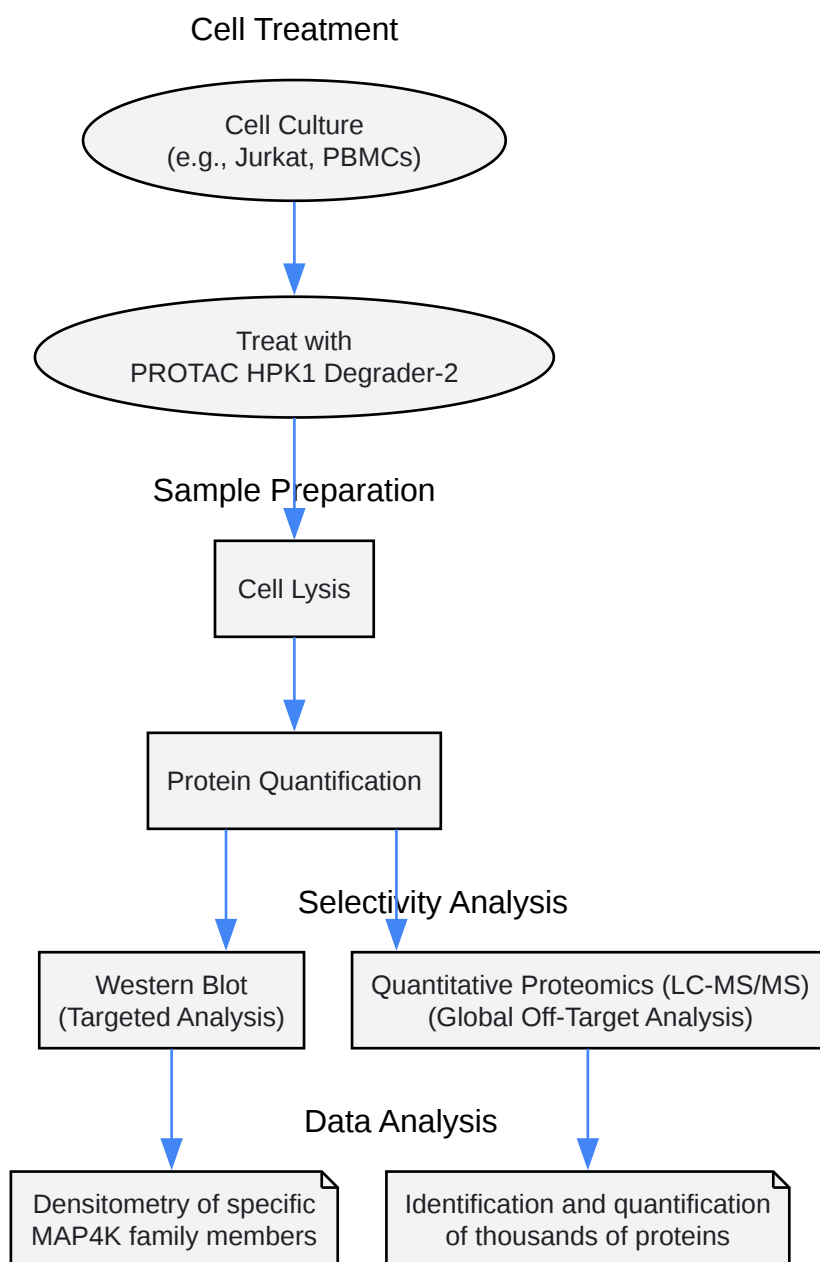 Cell Treatment
Cell Culture
(e.g., Jurkat, PBMCs)
Treat with
PROTAC HPK1 Degrader-2
Sample Preparation
Cell Lysis
Protein Quantification
Selectivity Analysis
Western Blot
(Targeted Analysis)
Quantitative Proteomics (LC-MS/MS)
(Global Off-Target Analysis)
Data Analysis
Densitometry of specific
MAP4K family members
Identification and quantification
of thousands of proteins